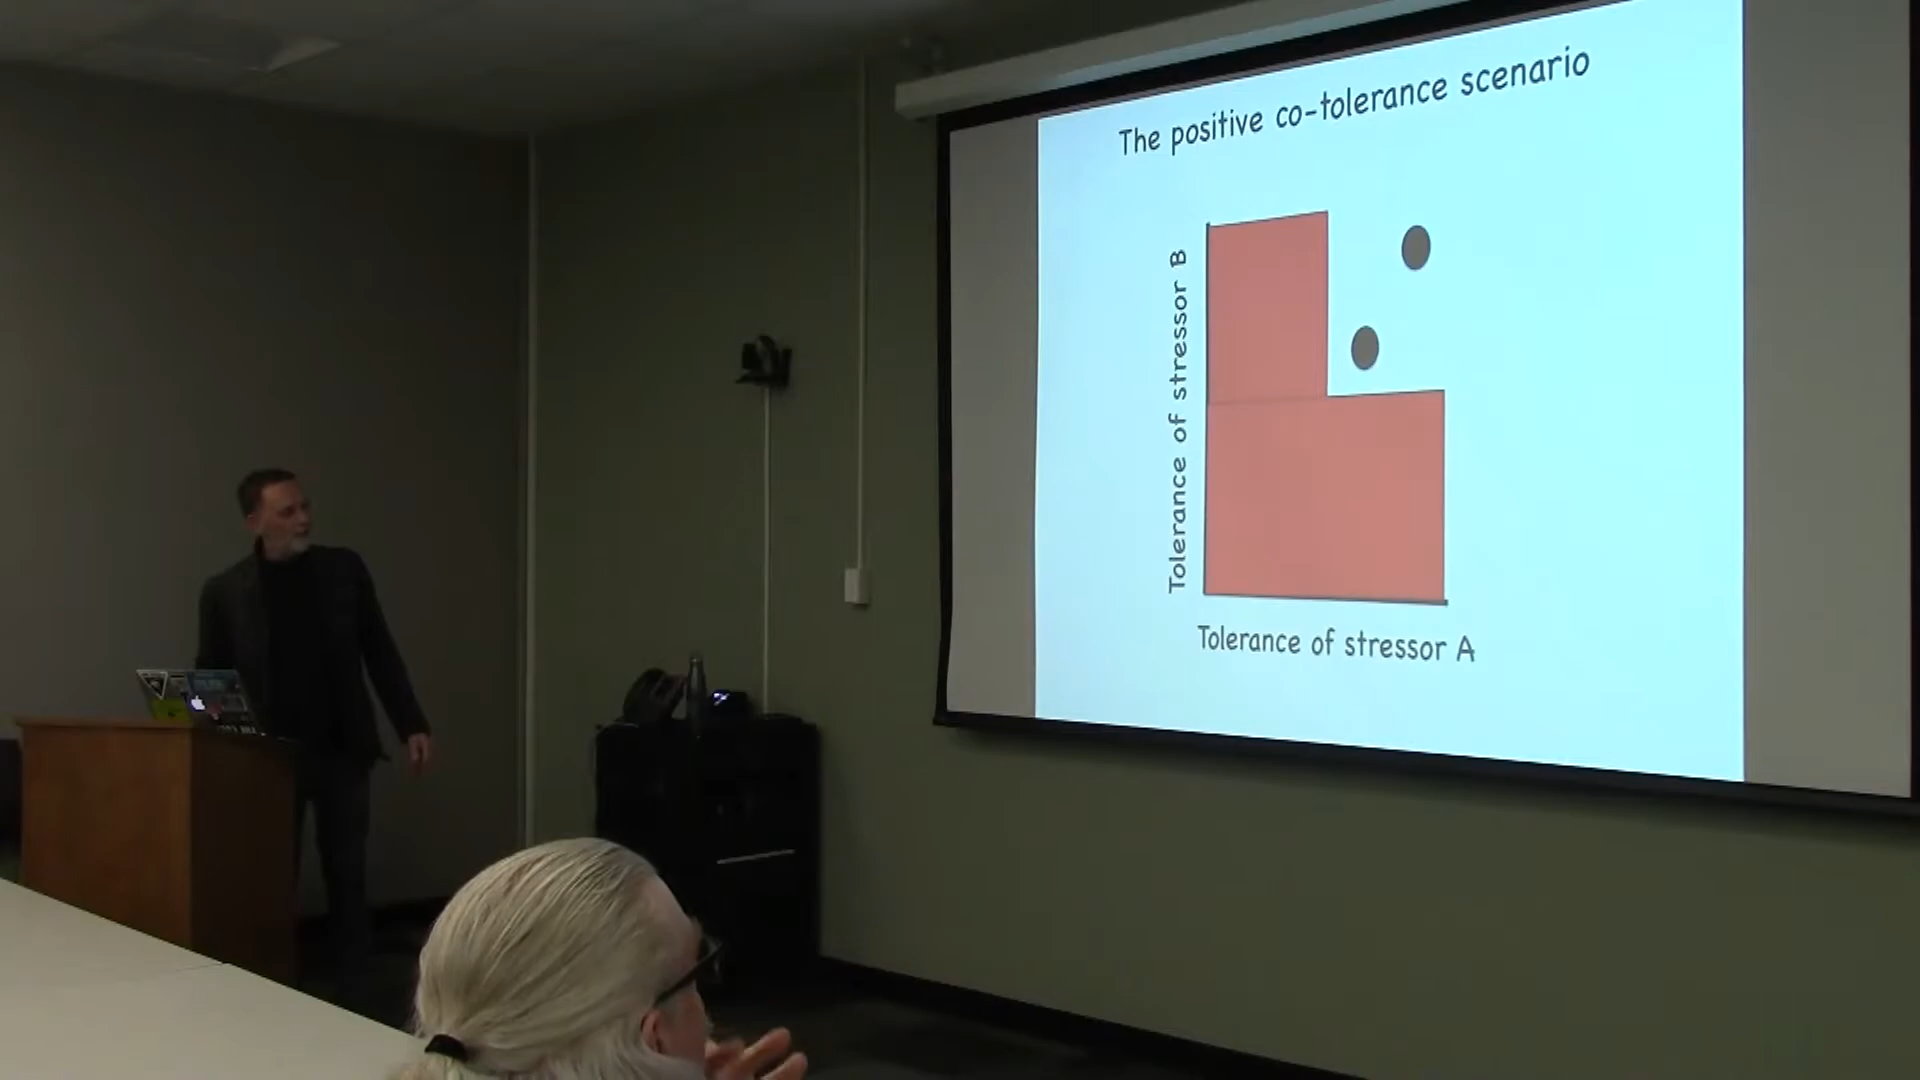 The positive co-tolerance scenario
Tolerance of stressor B
Tolerance of stressor A